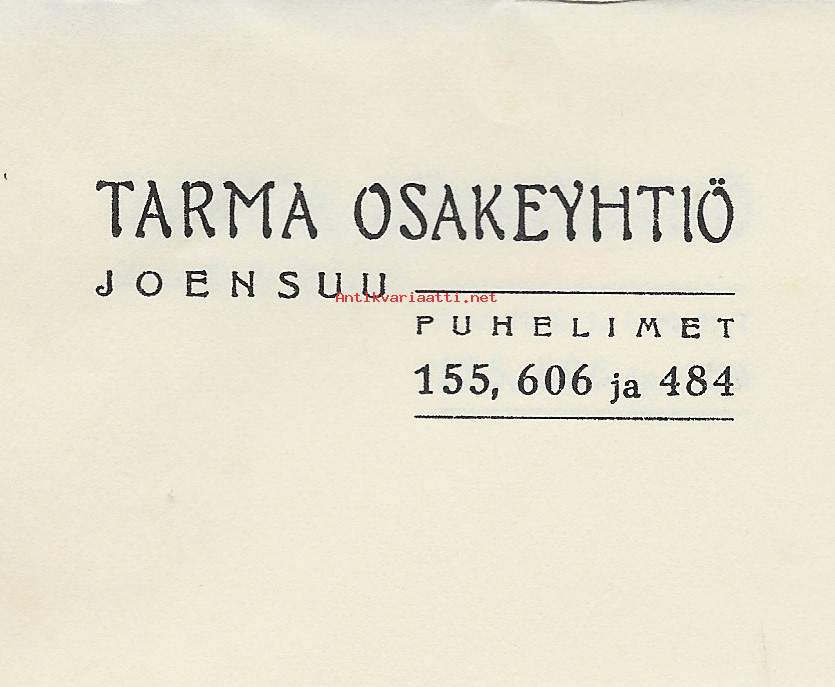 TARMA OSAKEYHTIÖ
JOENSUU
Antikvariaatti.net
PUHELIMET
155, 606 ja 484